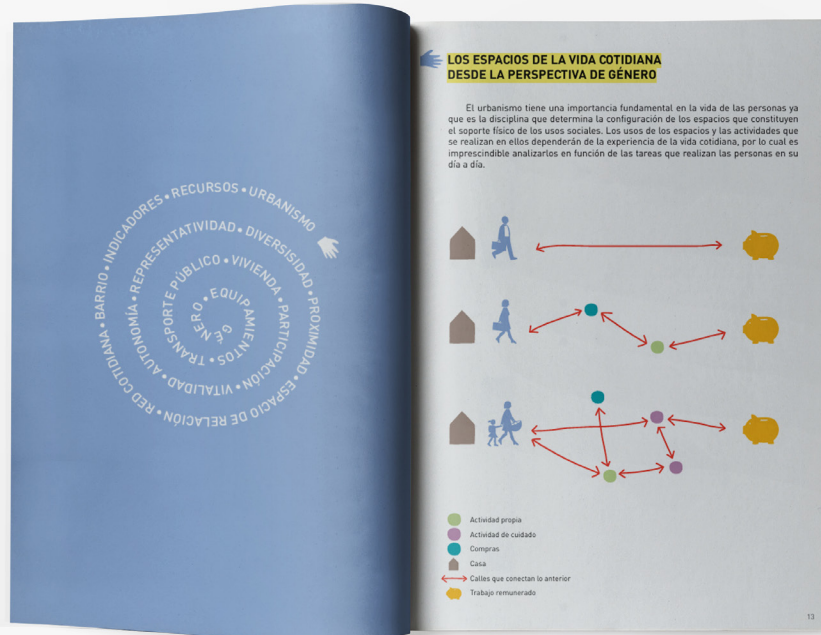 URBANISMO • RECURSOS • INDICADORES • BARRIO • RED COTIDIANA • ESPACIO DE RELACIÓN • PROXIMIDAD • DIVERSISIDAD • REPRESENTATIVIDAD • AUTONOMÍA • VITALIDAD • PARTICIPACIÓN • VIVIENDA • TRANSPORTE PÚBLICO • EQUIPAMIENTOS • GÉNERO
LOS ESPACIOS DE LA VIDA COTIDIANA
DESDE LA PERSPECTIVA DE GÉNERO
El urbanismo tiene una importancia fundamental en la vida de las personas ya
que es la disciplina que determina la configuración de los espacios que constituyen
el soporte físico de los usos sociales. Los usos de los espacios y las actividades que
se realizan en ellos dependerán de la experiencia de la vida cotidiana, por lo cual es
imprescindible analizarlos en función de las tareas que realizan las personas en su
día a día.
Actividad propia
Actividad de cuidado
Compras
Casa
Calles que conectan lo anterior
Trabajo remunerado
13